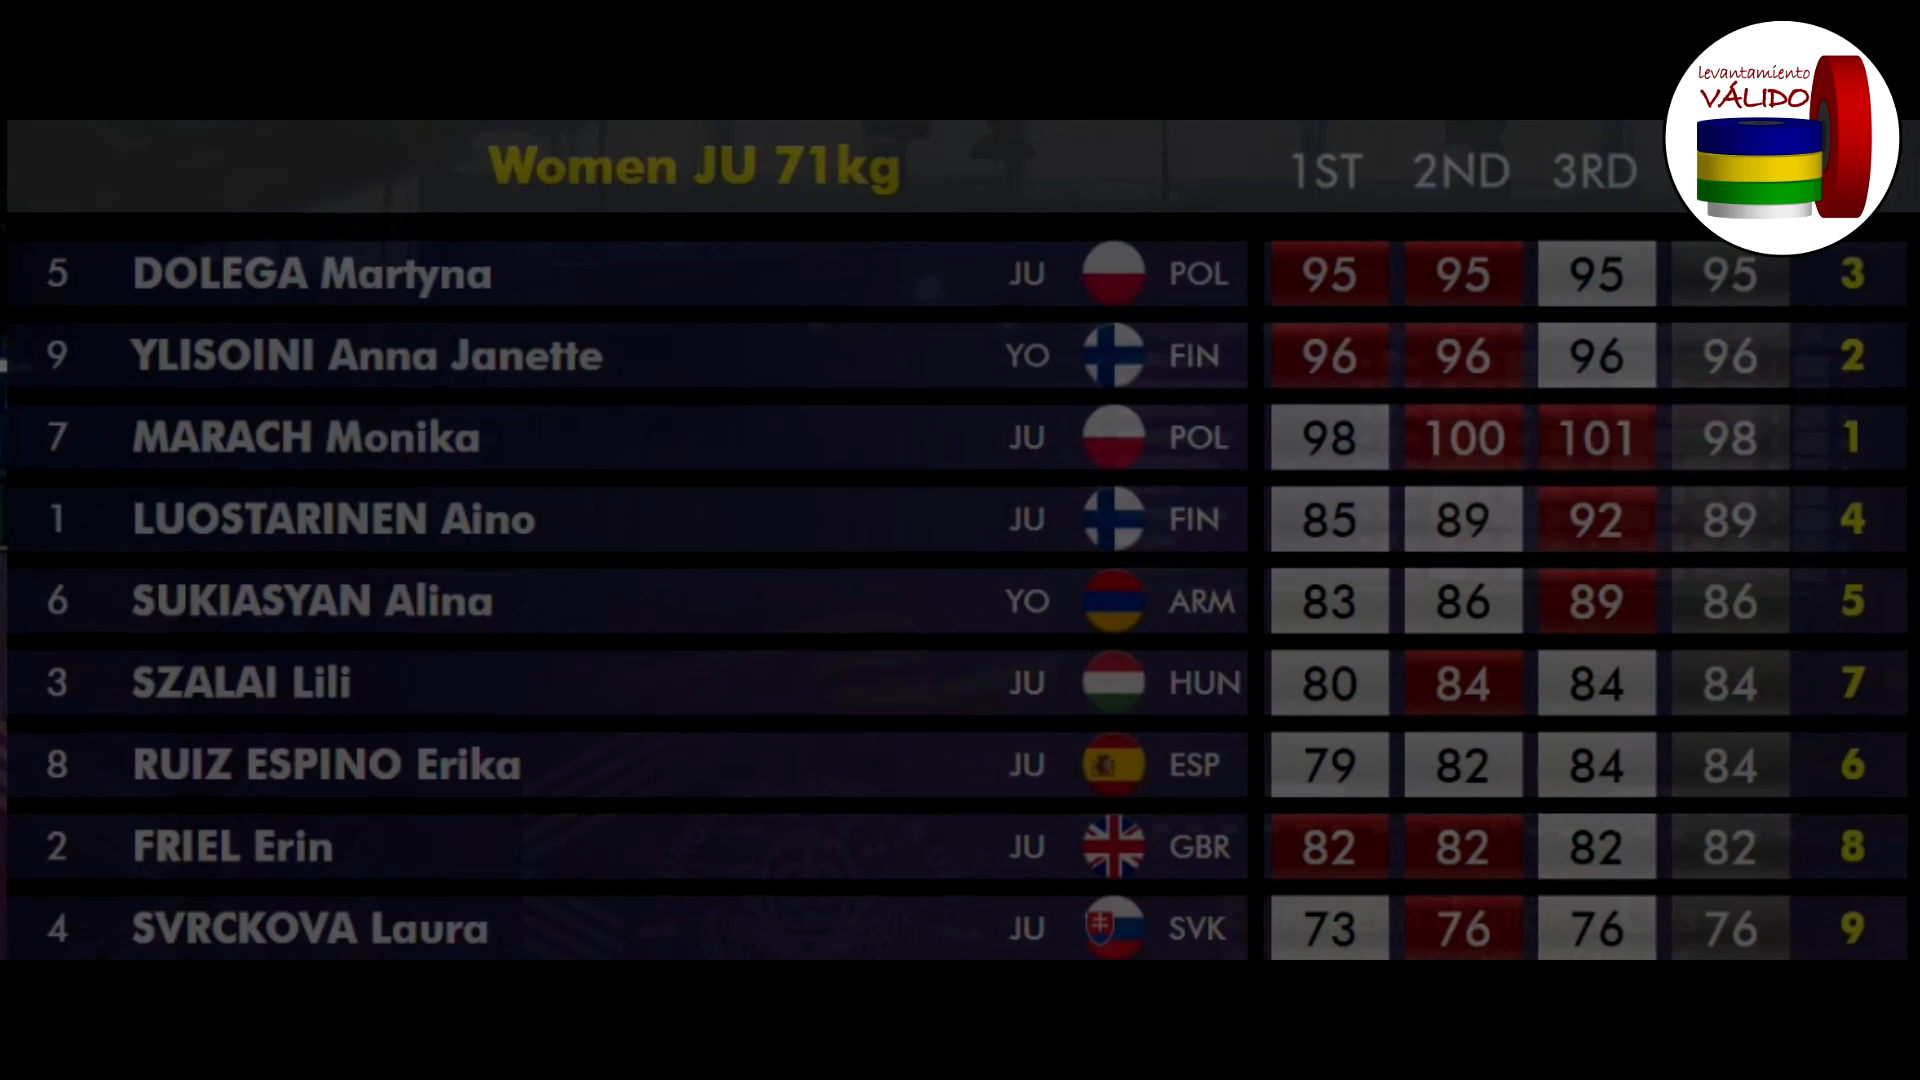 levantamiento
VÁLIDO
Women JU 71kg 1ST 2ND 3RD
5 DOLEGA Martyna JU POL 95 95 95 95 3
9 YLISOINI Anna Janette YO FIN 96 96 96 96 2
7 MARACH Monika JU POL 98 100 101 98 1
1 LUOSTARINEN Aino JU FIN 85 89 92 89 4
6 SUKIASYAN Alina YO ARM 83 86 89 86 5
3 SZALAI Lili JU HUN 80 84 84 84 7
8 RUIZ ESPINO Erika JU ESP 79 82 84 84 6
2 FRIEL Erin JU GBR 82 82 82 82 8
4 SVRCKOVA Laura JU SVK 73 76 76 76 9